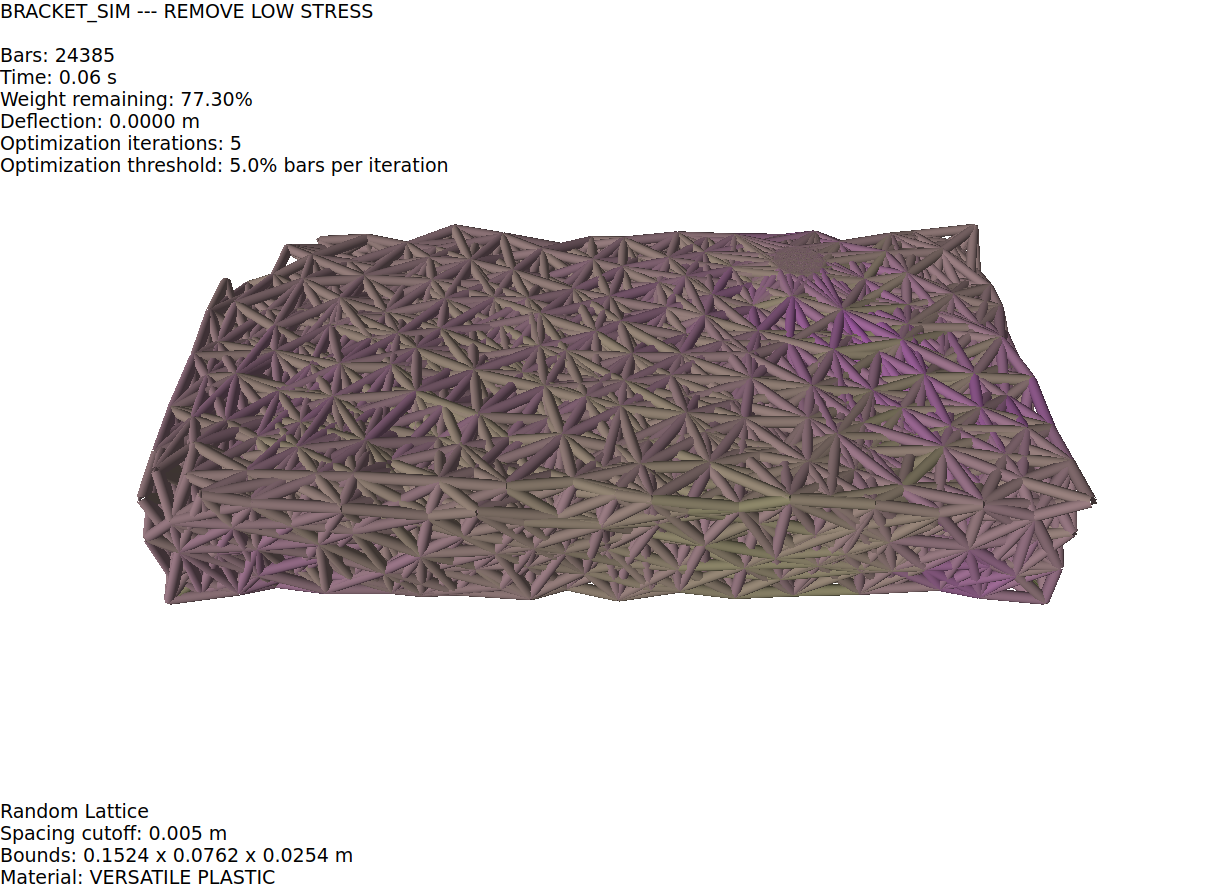 BRACKET_SIM --- REMOVE LOW STRESS
Bars: 24385
Time: 0.06 s
Weight remaining: 77.30%
Deflection: 0.0000 m
Optimization iterations: 5
Optimization threshold: 5.0% bars per iteration
Random Lattice
Spacing cutoff: 0.005 m
Bounds: 0.1524 x 0.0762 x 0.0254 m
Material: VERSATILE PLASTIC